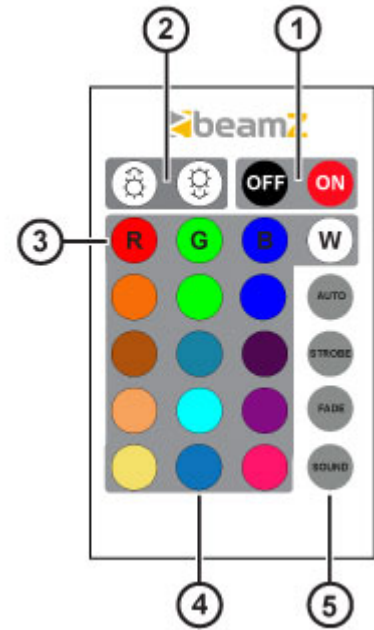 2 1
beamZ
OFF ON
3 R G B W
AUTO
STROBE
FADE
SOUND
4 5